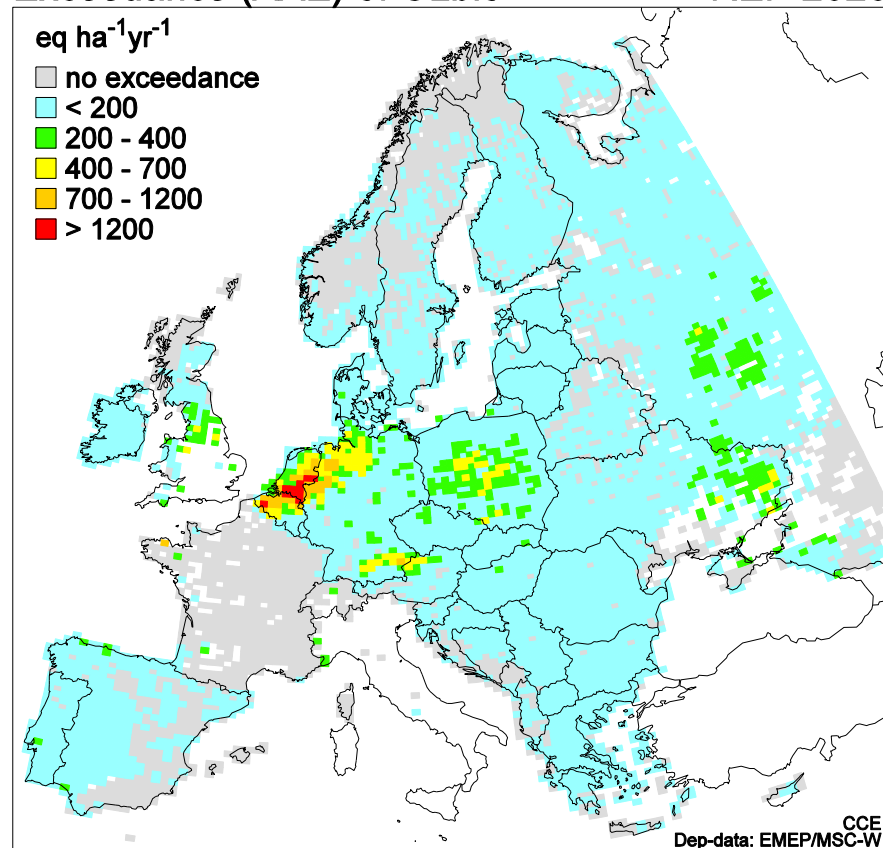 eq ha⁻¹yr⁻¹
no exceedance
< 200
200 - 400
400 - 700
700 - 1200
> 1200
CCE
Dep-data: EMEP/MSC-W